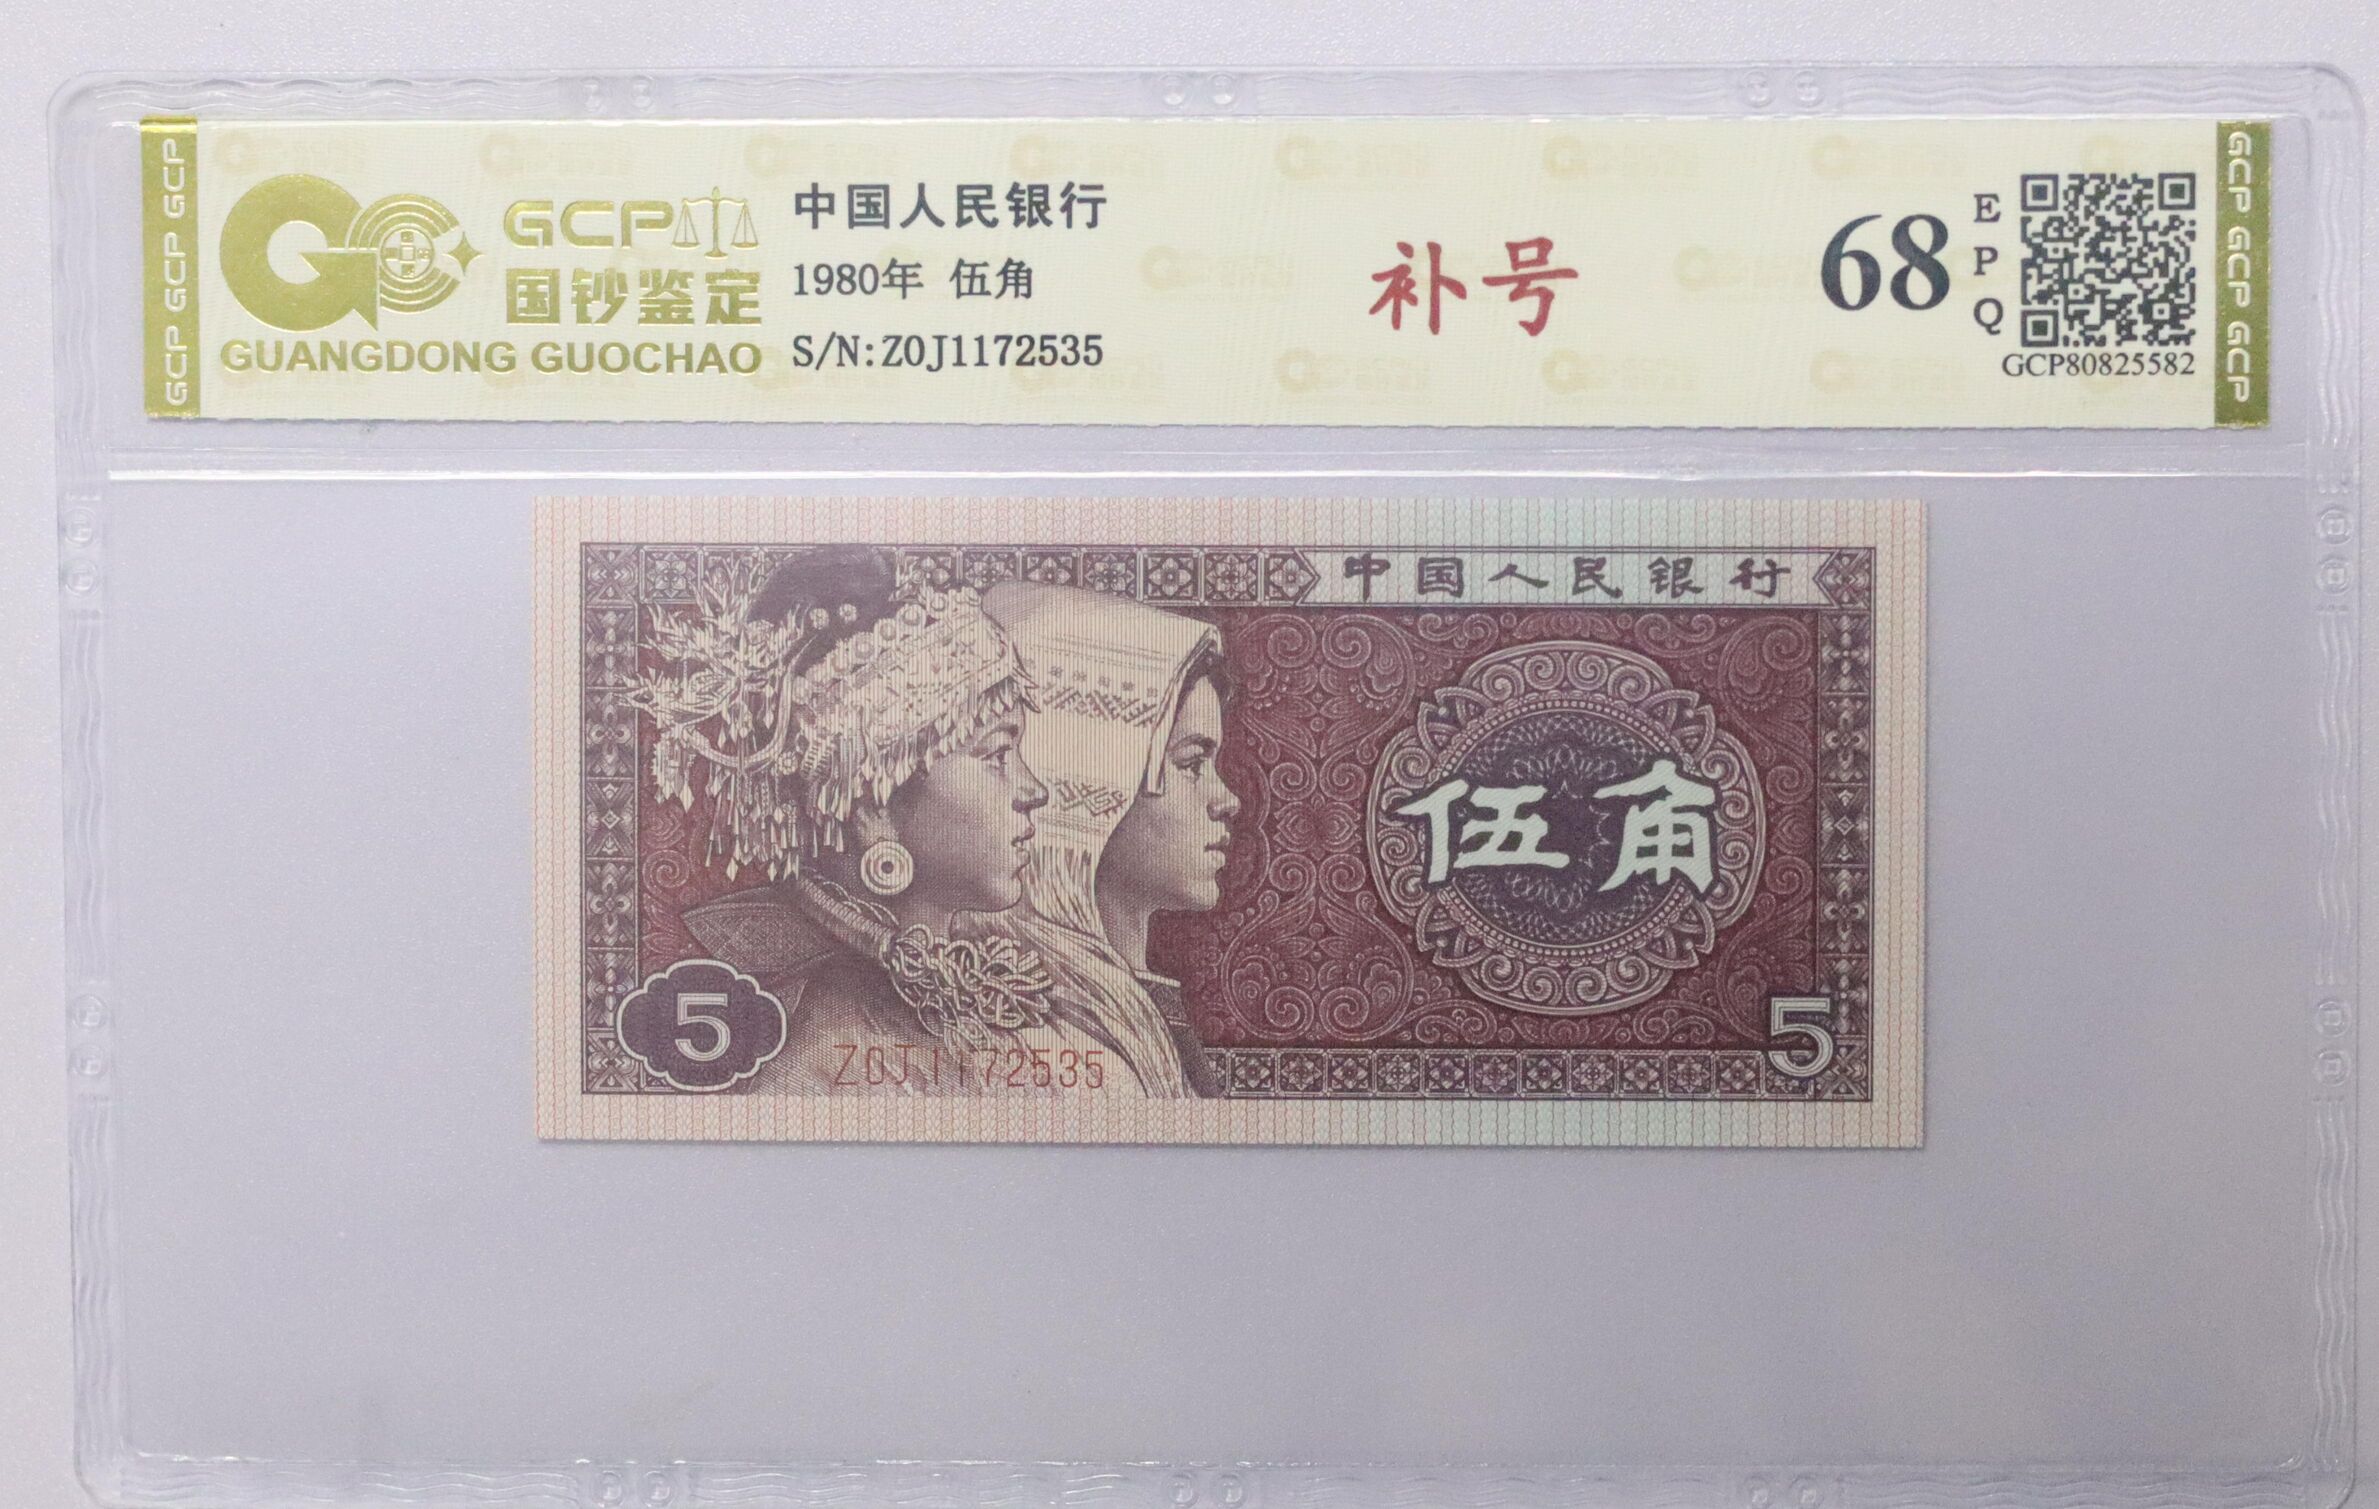 GCP GCP GCP
GCP
国钞鉴定
GUANGDONG GUOCHAO
中国人民银行
1980年 伍角
S/N:Z0J1172535
补号
68
EPQ
GCP80825582
GCP GCP GCP
中国人民银行
伍角
5
Z0J1172535
5